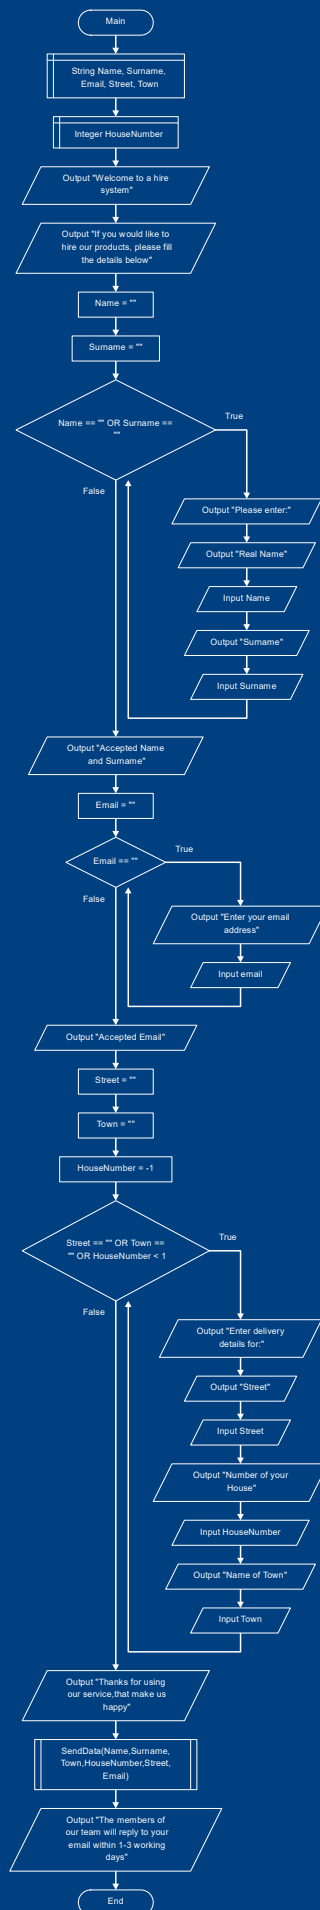 Main
String Name, Surname,
Email, Street, Town
Integer HouseNumber
Output "Welcome to a hire
system"
Output "If you would like to
hire our products, please fill
the details below"
Name = ""
Surname = ""
Name == "" OR Surname ==
""
True
False
Output "Please enter:"
Output "Real Name"
Input Name
Output "Surname"
Input Surname
Output "Accepted Name
and Surname"
Email = ""
Email == ""
True
False
Output "Enter your email
address"
Input email
Output "Accepted Email"
Street = ""
Town = ""
HouseNumber = -1
Street == "" OR Town ==
"" OR HouseNumber < 1
True
False
Output "Enter delivery
details for:"
Output "Street"
Input Street
Output "Number of your
House"
Input HouseNumber
Output "Name of Town"
Input Town
Output "Thanks for using
our service,that make us
happy"
SendData(Name,Surname,
Town,HouseNumber,Street,
Email)
Output "The members of
our team will reply to your
email within 1-3 working
days"
End